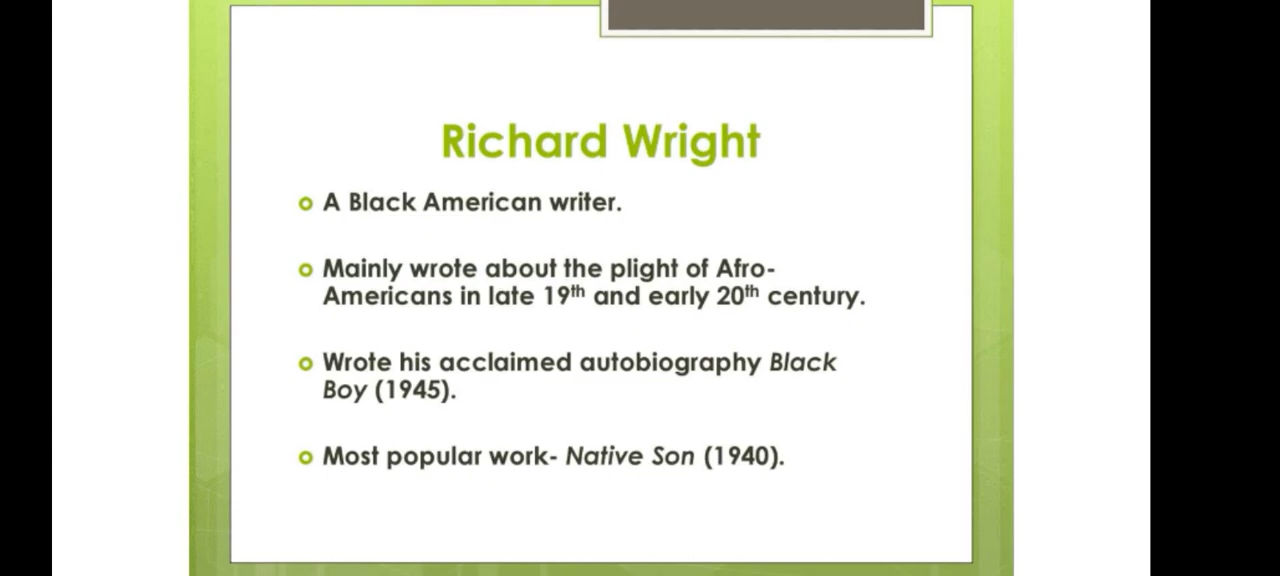 Richard Wright
A Black American writer.
Mainly wrote about the plight of Afro-
Americans in late 19th and early 20th century.
Wrote his acclaimed autobiography Black
Boy (1945).
Most popular work- Native Son (1940).